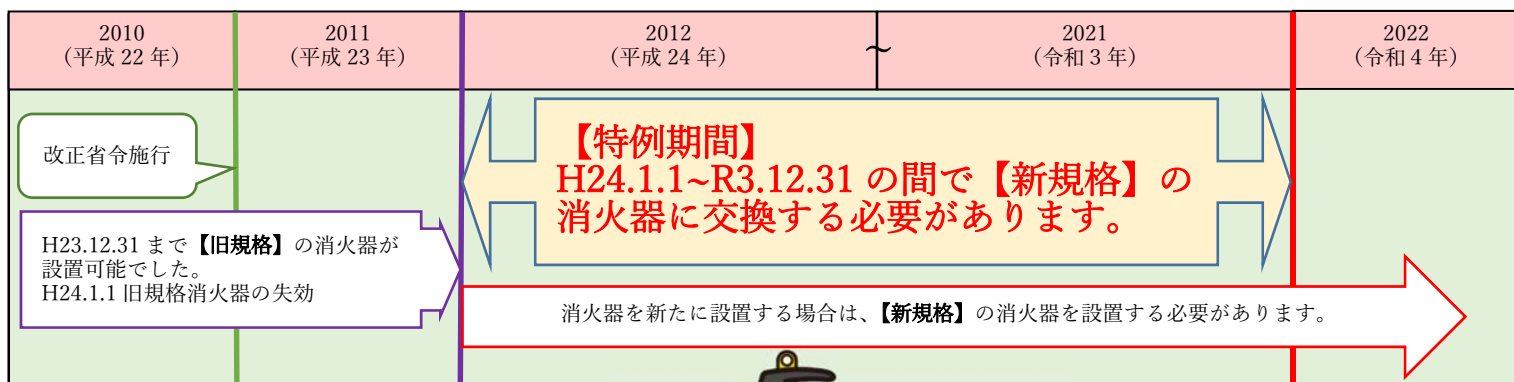 2010
(平成 22 年)
2011
(平成 23 年)
2012
(平成 24 年)
~
2021
(令和 3 年)
2022
(令和 4 年)
改正省令施行
【特例期間】
H24.1.1~R3.12.31 の間で【新規格】の
消火器に交換する必要があります。
H23.12.31 まで【旧規格】の消火器が
設置可能でした。
H24.1.1 旧規格消火器の失効
消火器を新たに設置する場合は、【新規格】の消火器を設置する必要があります。